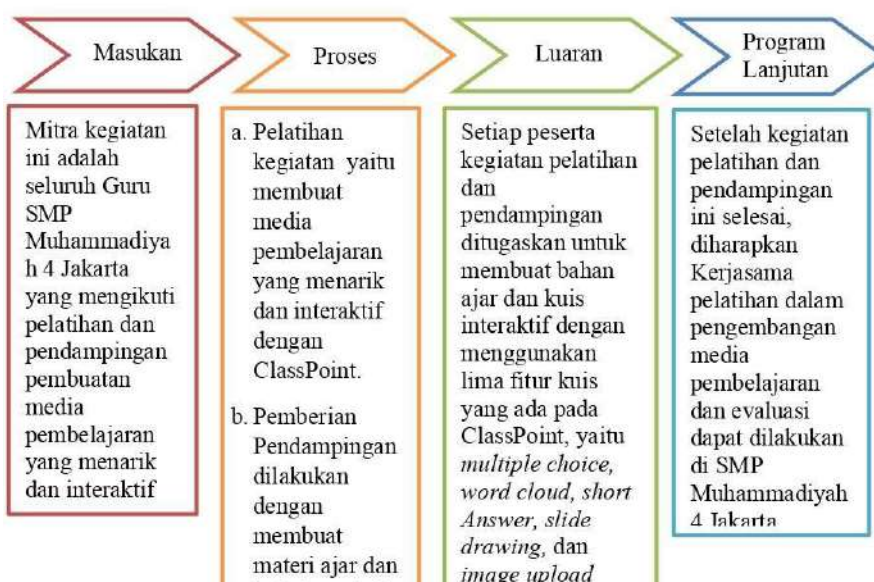 Masukan
Proses
Luaran
Program
Lanjutan
Mitra kegiatan
ini adalah
seluruh Guru
SMP
Muhammadiya
h 4 Jakarta
yang mengikuti
pelatihan dan
pendampingan
pembuatan
media
pembelajaran
yang menarik
dan interaktif
a. Pelatihan
kegiatan yaitu
membuat
media
pembelajaran
yang menarik
dan interaktif
dengan
ClassPoint.
b. Pemberian
Pendampingan
dilakukan
dengan
membuat
materi ajar dan
Setiap peserta
kegiatan pelatihan
dan
pendampingan
ditugaskan untuk
membuat bahan
ajar dan kuis
interaktif dengan
menggunakan
lima fitur kuis
yang ada pada
ClassPoint, yaitu
multiple choice,
word cloud, short
Answer, slide
drawing, dan
image upload
Setelah kegiatan
pelatihan dan
pendampingan
ini selesai,
diharapkan
Kerjasama
pelatihan dalam
pengembangan
media
pembelajaran
dan evaluasi
dapat dilakukan
di SMP
Muhammadiyah
4 Jakarta